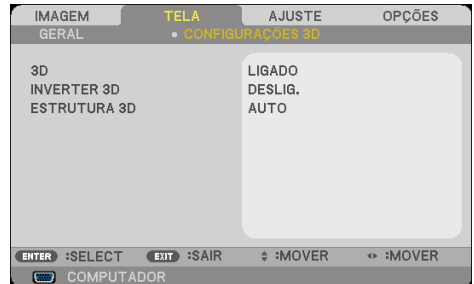 IMAGEM TELA AJUSTE OPÇÕES
GERAL • CONFIGURAÇÕES 3D
3D LIGADO
INVERTER 3D DESLIG.
ESTRUTURA 3D AUTO
ENTER :SELECT EXIT :SAIR :MOVER :MOVER
COMPUTADOR